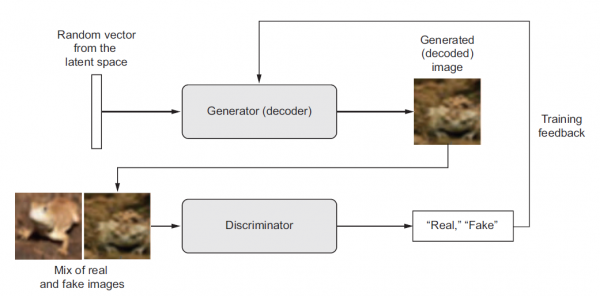 Random vector
from the
latent space
Generator (decoder)
Generated
(decoded)
image
Training
feedback
Discriminator
“Real,” “Fake”
Mix of real
and fake images